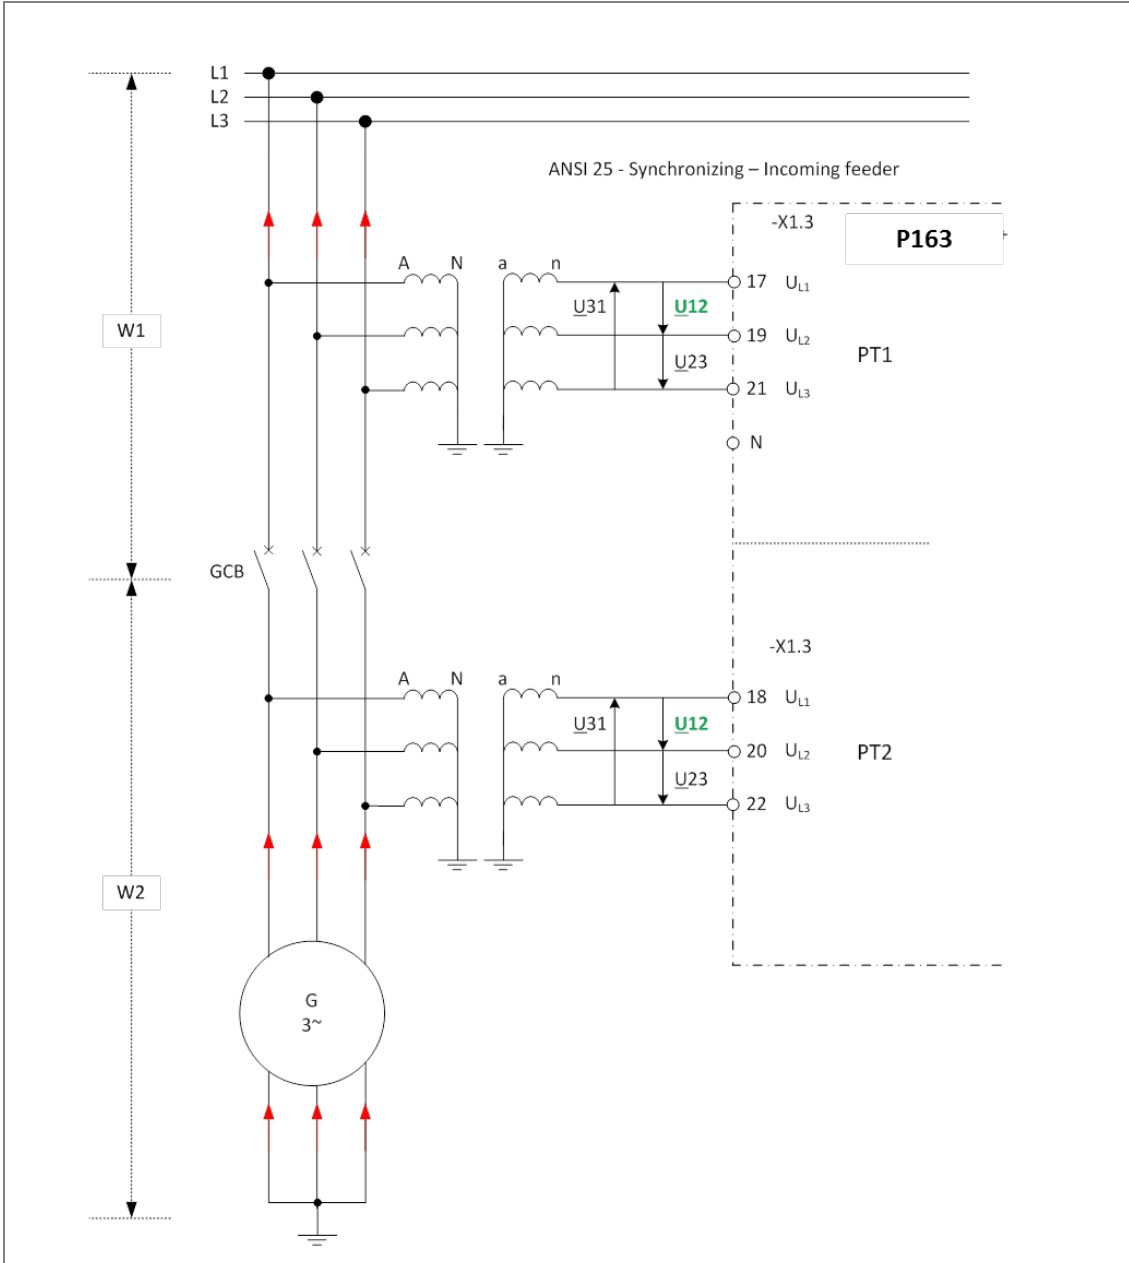 L1
L2
L3
ANSI 25 - Synchronizing – Incoming feeder
-X1.3
P163
A N a n
17 UL1
U31 U12
W1
19 UL2
PT1
U23
21 UL3
N
GCB
-X1.3
A N a n
18 UL1
U31 U12
20 UL2
PT2
U23
22 UL3
W2
G
3~